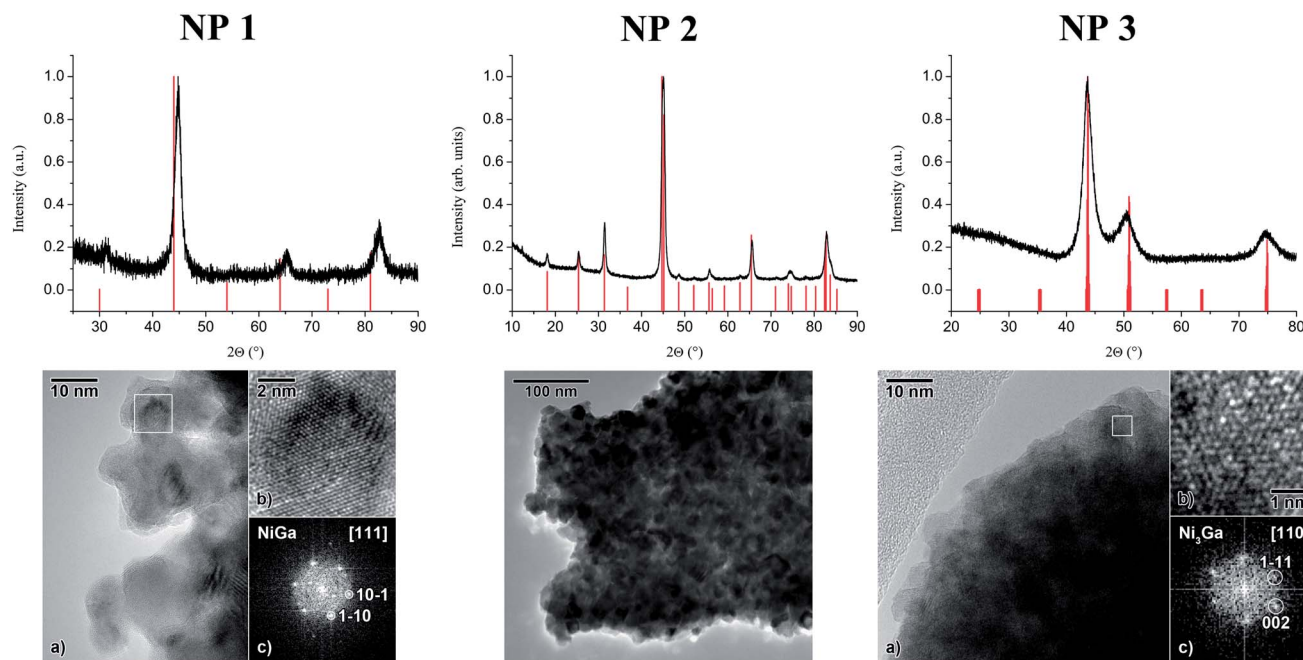 NP 1
NP 2
NP 3
1.0
0.8
0.6
0.4
0.2
0.0
Intensity (a.u.)
30 40 50 60 70 80 90
2Θ (°)
1.0
0.8
0.6
0.4
0.2
0.0
Intensity (arb. units)
10 20 30 40 50 60 70 80 90
2Θ (°)
1.0
0.8
0.6
0.4
0.2
0.0
Intensity (a.u.)
20 30 40 50 60 70 80
2Θ (°)
10 nm
a)
2 nm
b)
NiGa [111]
10-1
1-10
c)
100 nm
10 nm
a)
b)
1 nm
Ni₃Ga [110
1-11
002
c)